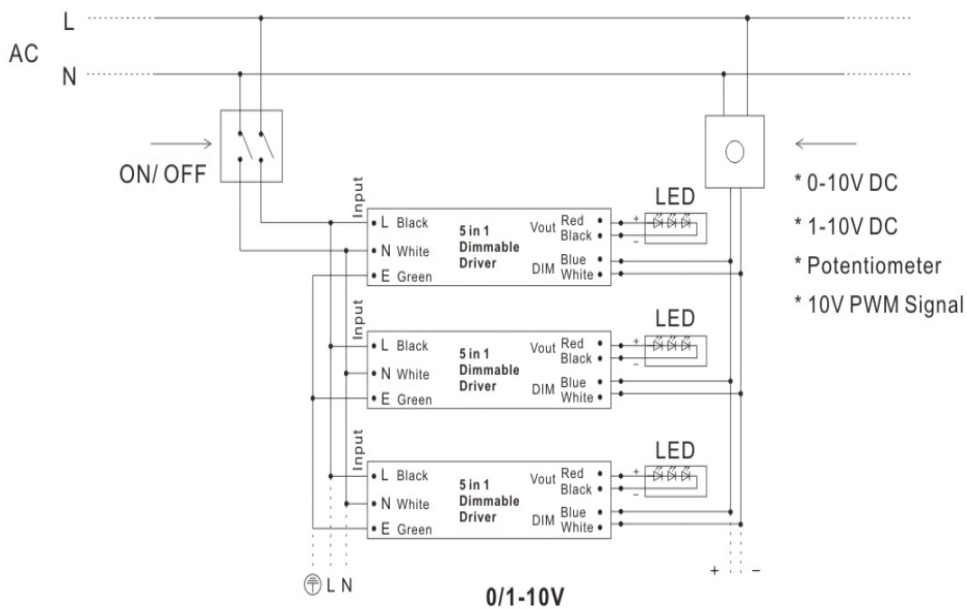 L
AC
N
ON/ OFF
* 0-10V DC
* 1-10V DC
* Potentiometer
* 10V PWM Signal
Input
L Black
N White
E Green
5 in 1
Dimmable
Driver
Vout Red
Black
DIM Blue
White
LED
+
−
Input
L Black
N White
E Green
5 in 1
Dimmable
Driver
Vout Red
Black
DIM Blue
White
LED
+
−
Input
L Black
N White
E Green
5 in 1
Dimmable
Driver
Vout Red
Black
DIM Blue
White
LED
+
−
L N
+ −
0/1-10V